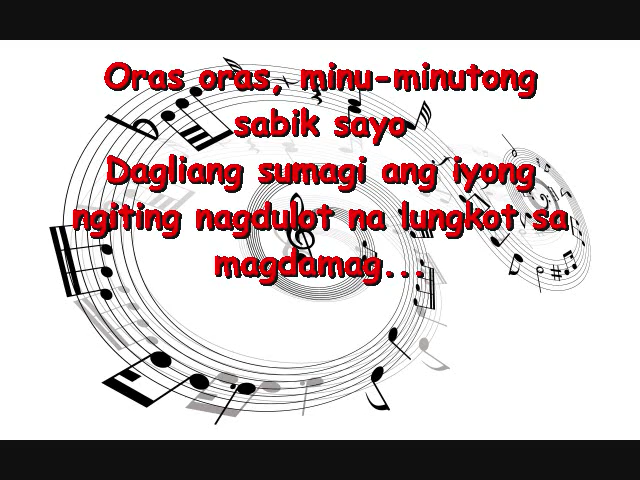 Oras oras, minu-minutong
sabik sayo
Dagliang sumagi ang iyong
ngiting nagdulot na lungkot sa
magdamag...